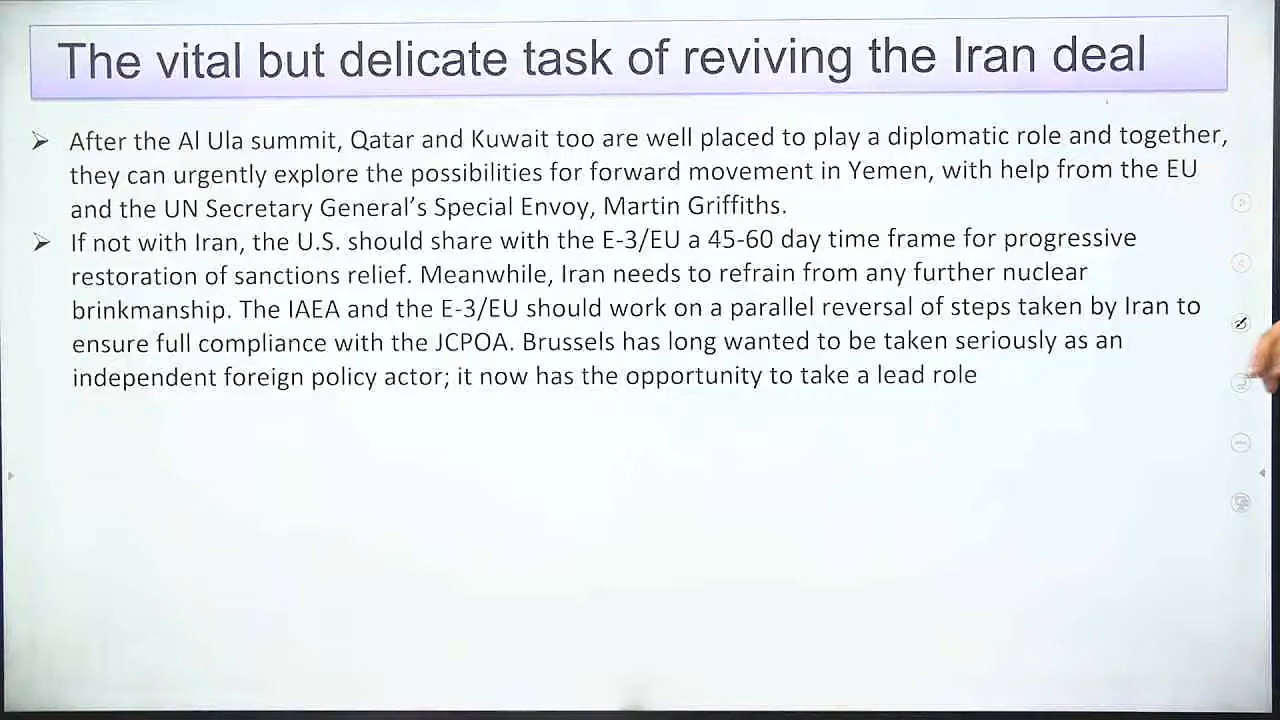 The vital but delicate task of reviving the Iran deal
➢ After the Al Ula summit, Qatar and Kuwait too are well placed to play a diplomatic role and together,
they can urgently explore the possibilities for forward movement in Yemen, with help from the EU
and the UN Secretary General’s Special Envoy, Martin Griffiths.
➢ If not with Iran, the U.S. should share with the E-3/EU a 45-60 day time frame for progressive
restoration of sanctions relief. Meanwhile, Iran needs to refrain from any further nuclear
brinkmanship. The IAEA and the E-3/EU should work on a parallel reversal of steps taken by Iran to
ensure full compliance with the JCPOA. Brussels has long wanted to be taken seriously as an
independent foreign policy actor; it now has the opportunity to take a lead role